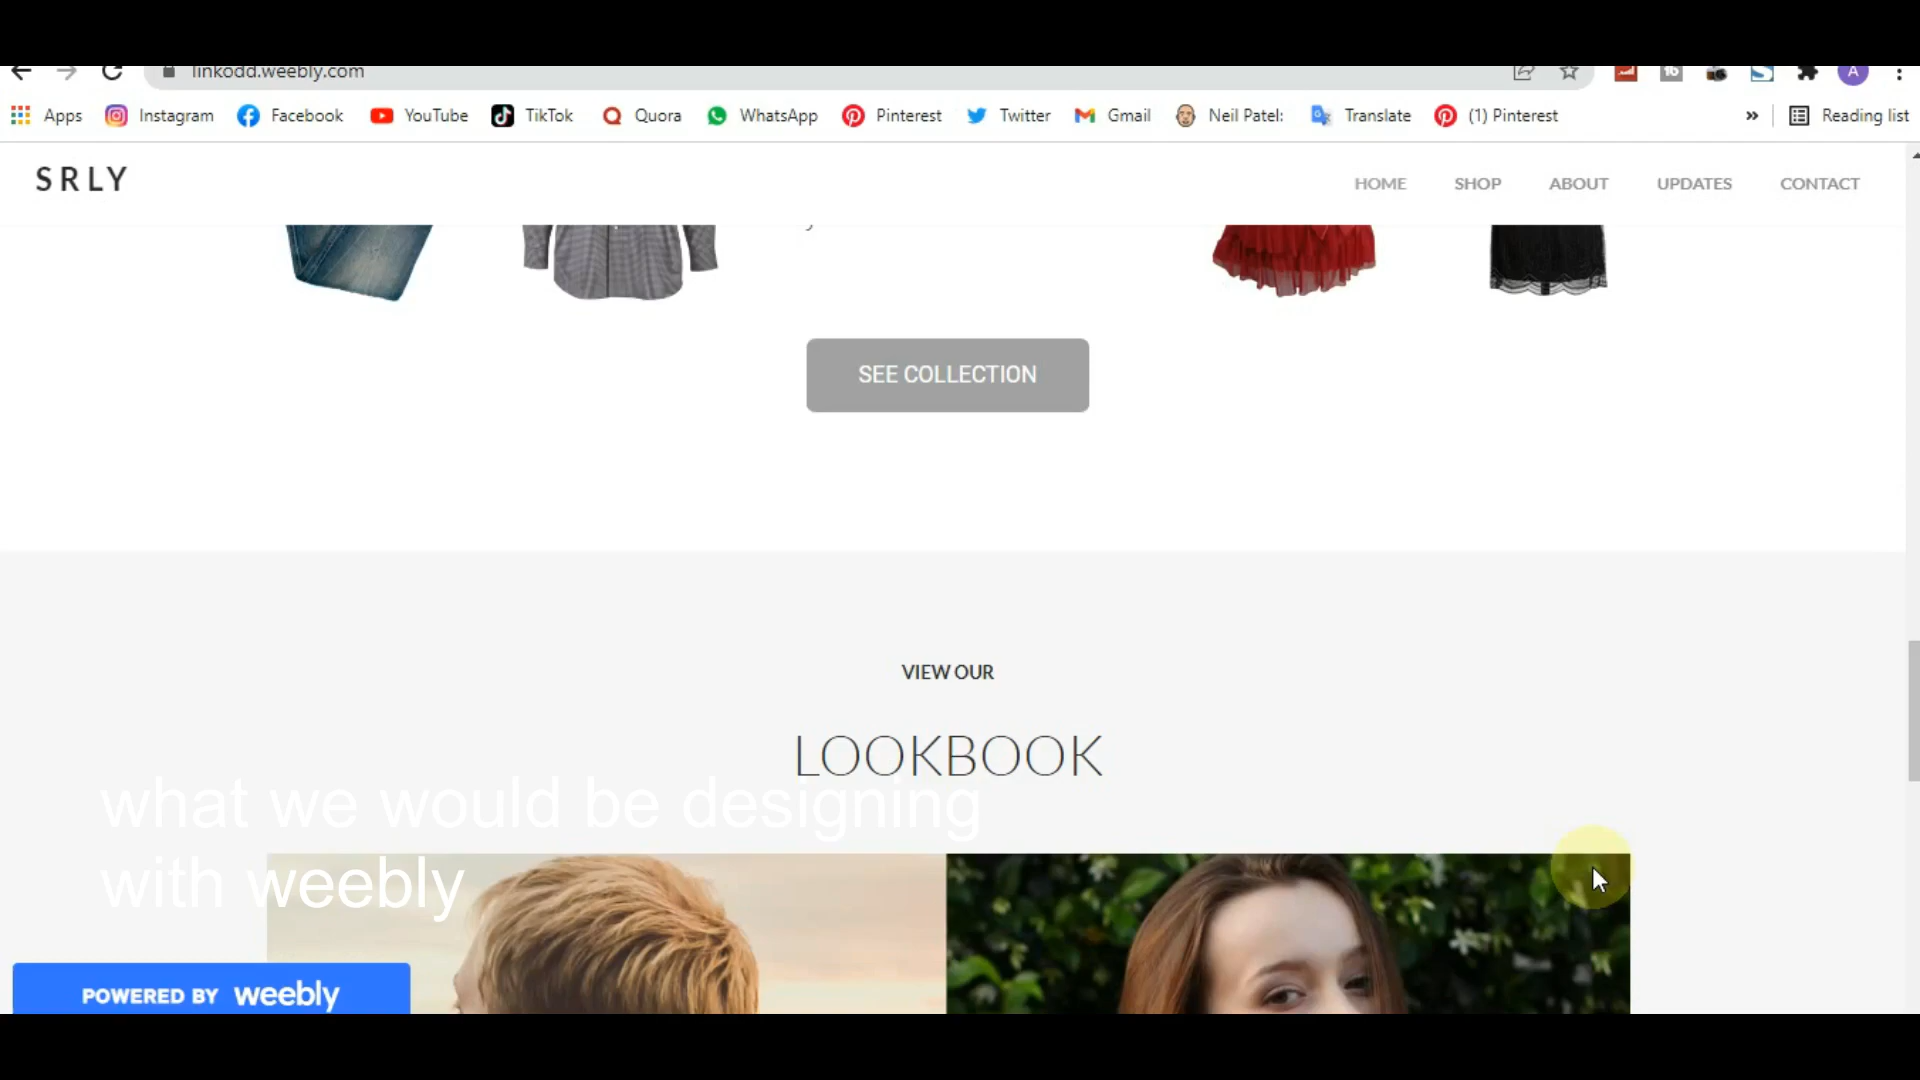 linkodd.weebly.com
Apps Instagram Facebook YouTube TikTok Quora WhatsApp Pinterest Twitter Gmail Neil Patel: Translate (1) Pinterest » Reading list
SRLY HOME SHOP ABOUT UPDATES CONTACT
SEE COLLECTION
VIEW OUR
LOOKBOOK
what we would be designing
with weebly
POWERED BY weebly